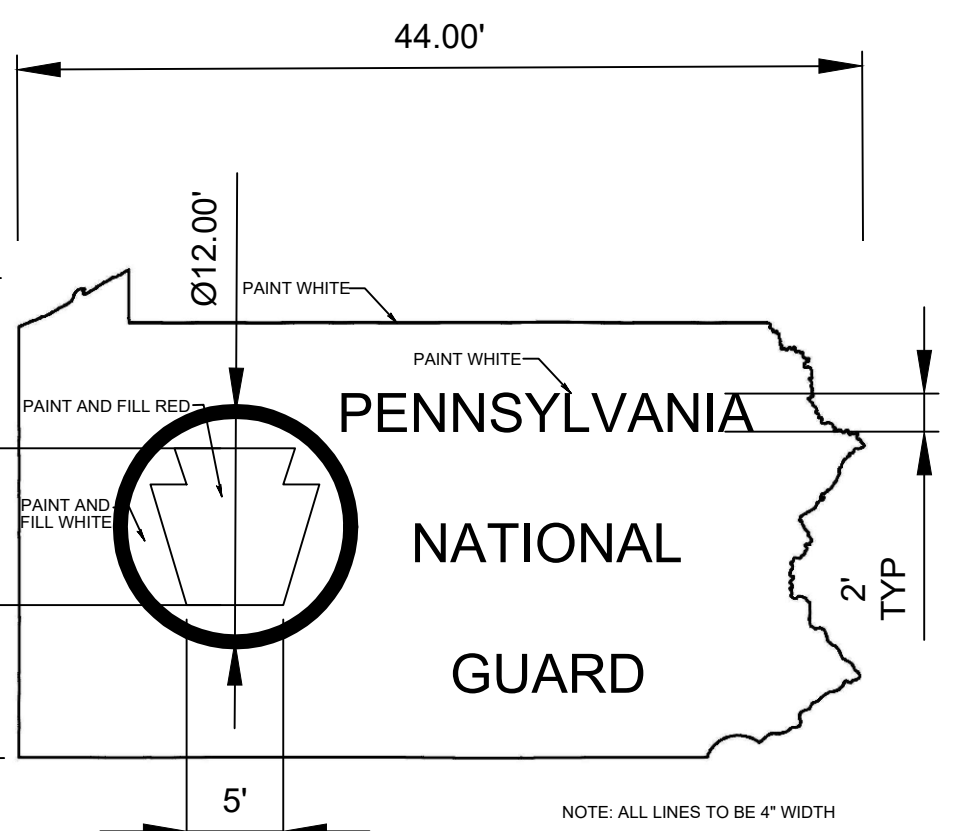 44.00'
Ø12.00'
PAINT WHITE
PAINT WHITE
PENNSYLVANIA
PAINT AND FILL RED
PAINT AND
FILL WHITE
NATIONAL
2'
TYP
GUARD
5'
NOTE: ALL LINES TO BE 4" WIDTH